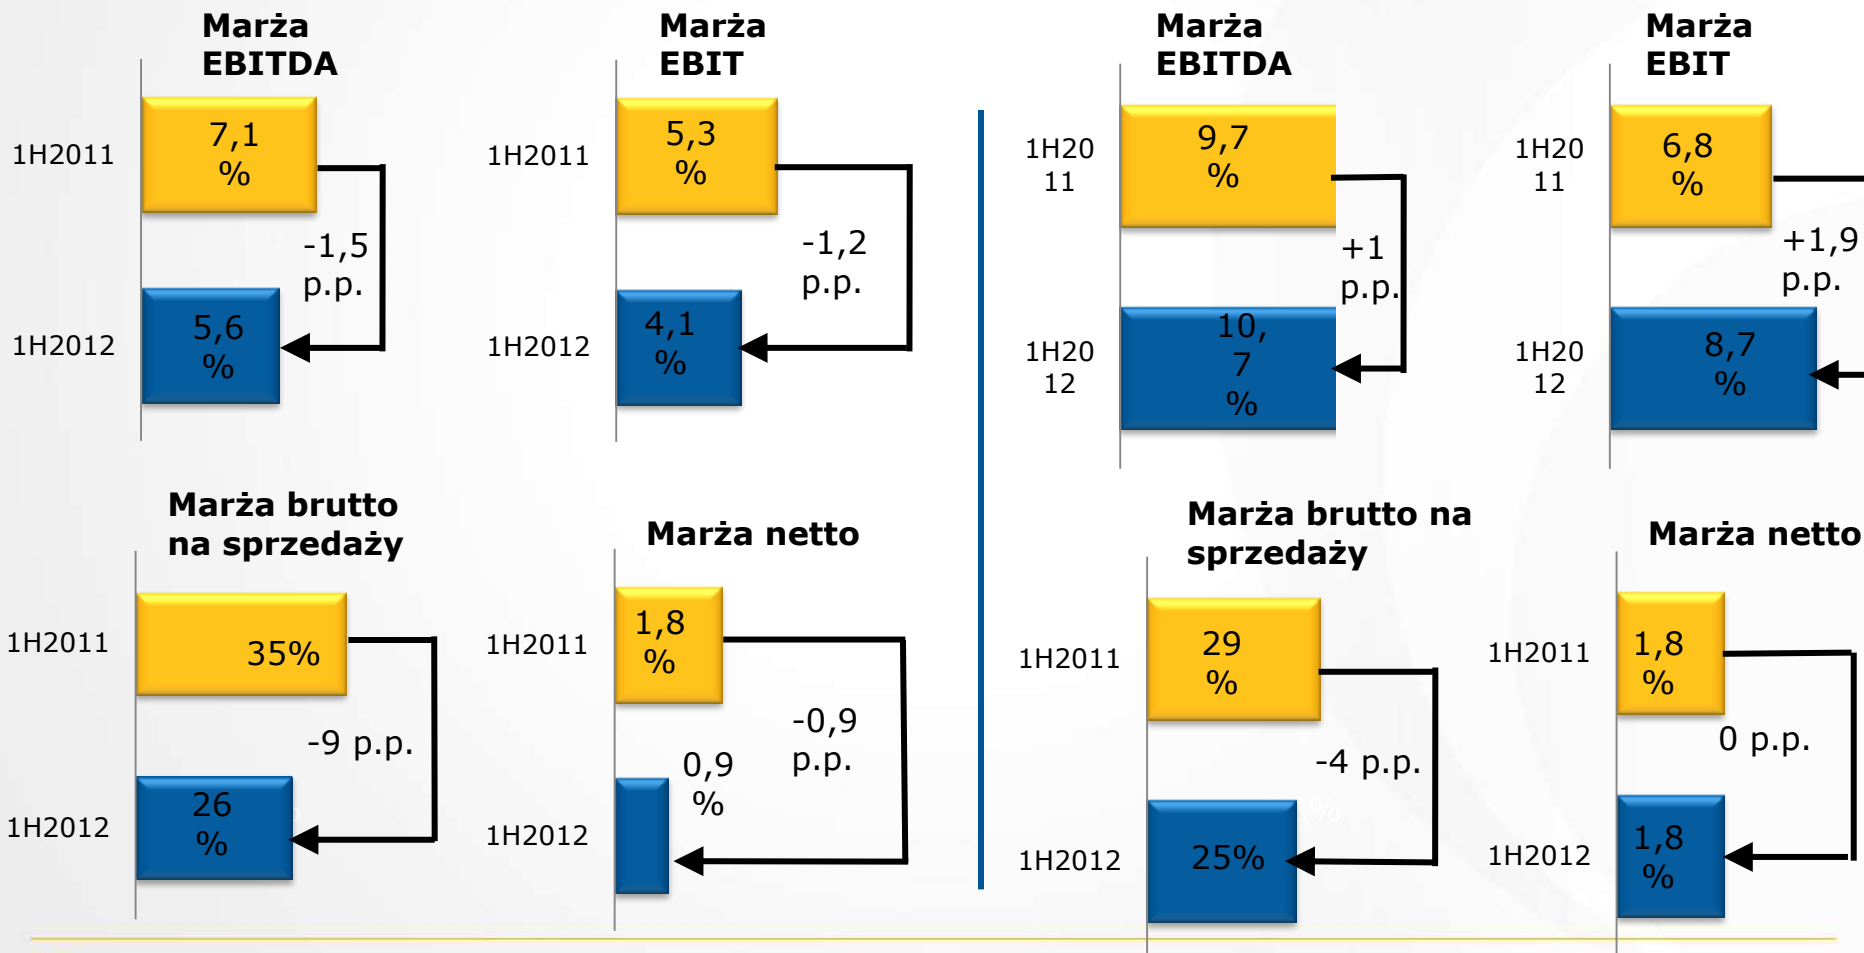 Marża
EBITDA
1H2011
7,1
%
-1,5
p.p.
1H2012
5,6
%
Marża
EBIT
1H2011
5,3
%
-1,2
p.p.
1H2012
4,1
%
Marża brutto
na sprzedaży
1H2011
35%
-9 p.p.
1H2012
26
%
Marża netto
1H2011
1,8
%
-0,9
p.p.
0,9
%
1H2012
Marża
EBITDA
1H20
11
9,7
%
+1
p.p.
1H20
12
10,
7
%
Marża
EBIT
1H20
11
6,8
%
+1,9
p.p.
1H20
12
8,7
%
Marża brutto na
sprzedaży
1H2011
29
%
-4 p.p.
1H2012
25%
Marża netto
1H2011
1,8
%
0 p.p.
1H2012
1,8
%